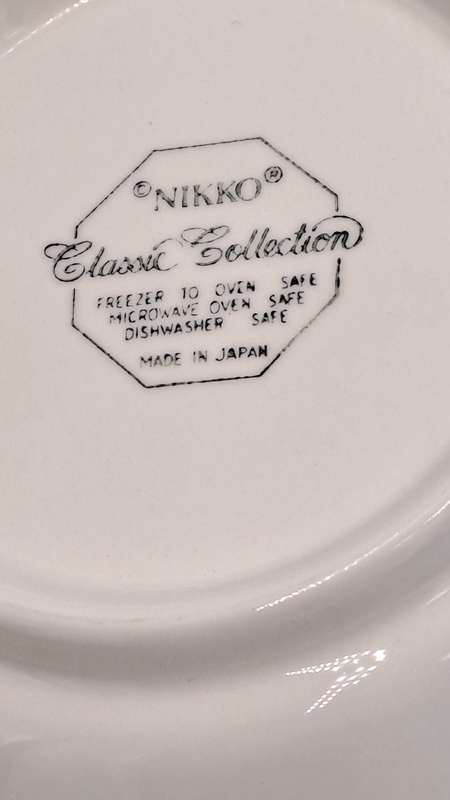 © NIKKO ®
Classic Collection
FREEZER TO OVEN SAFE
MICROWAVE OVEN SAFE
DISHWASHER SAFE
MADE IN JAPAN